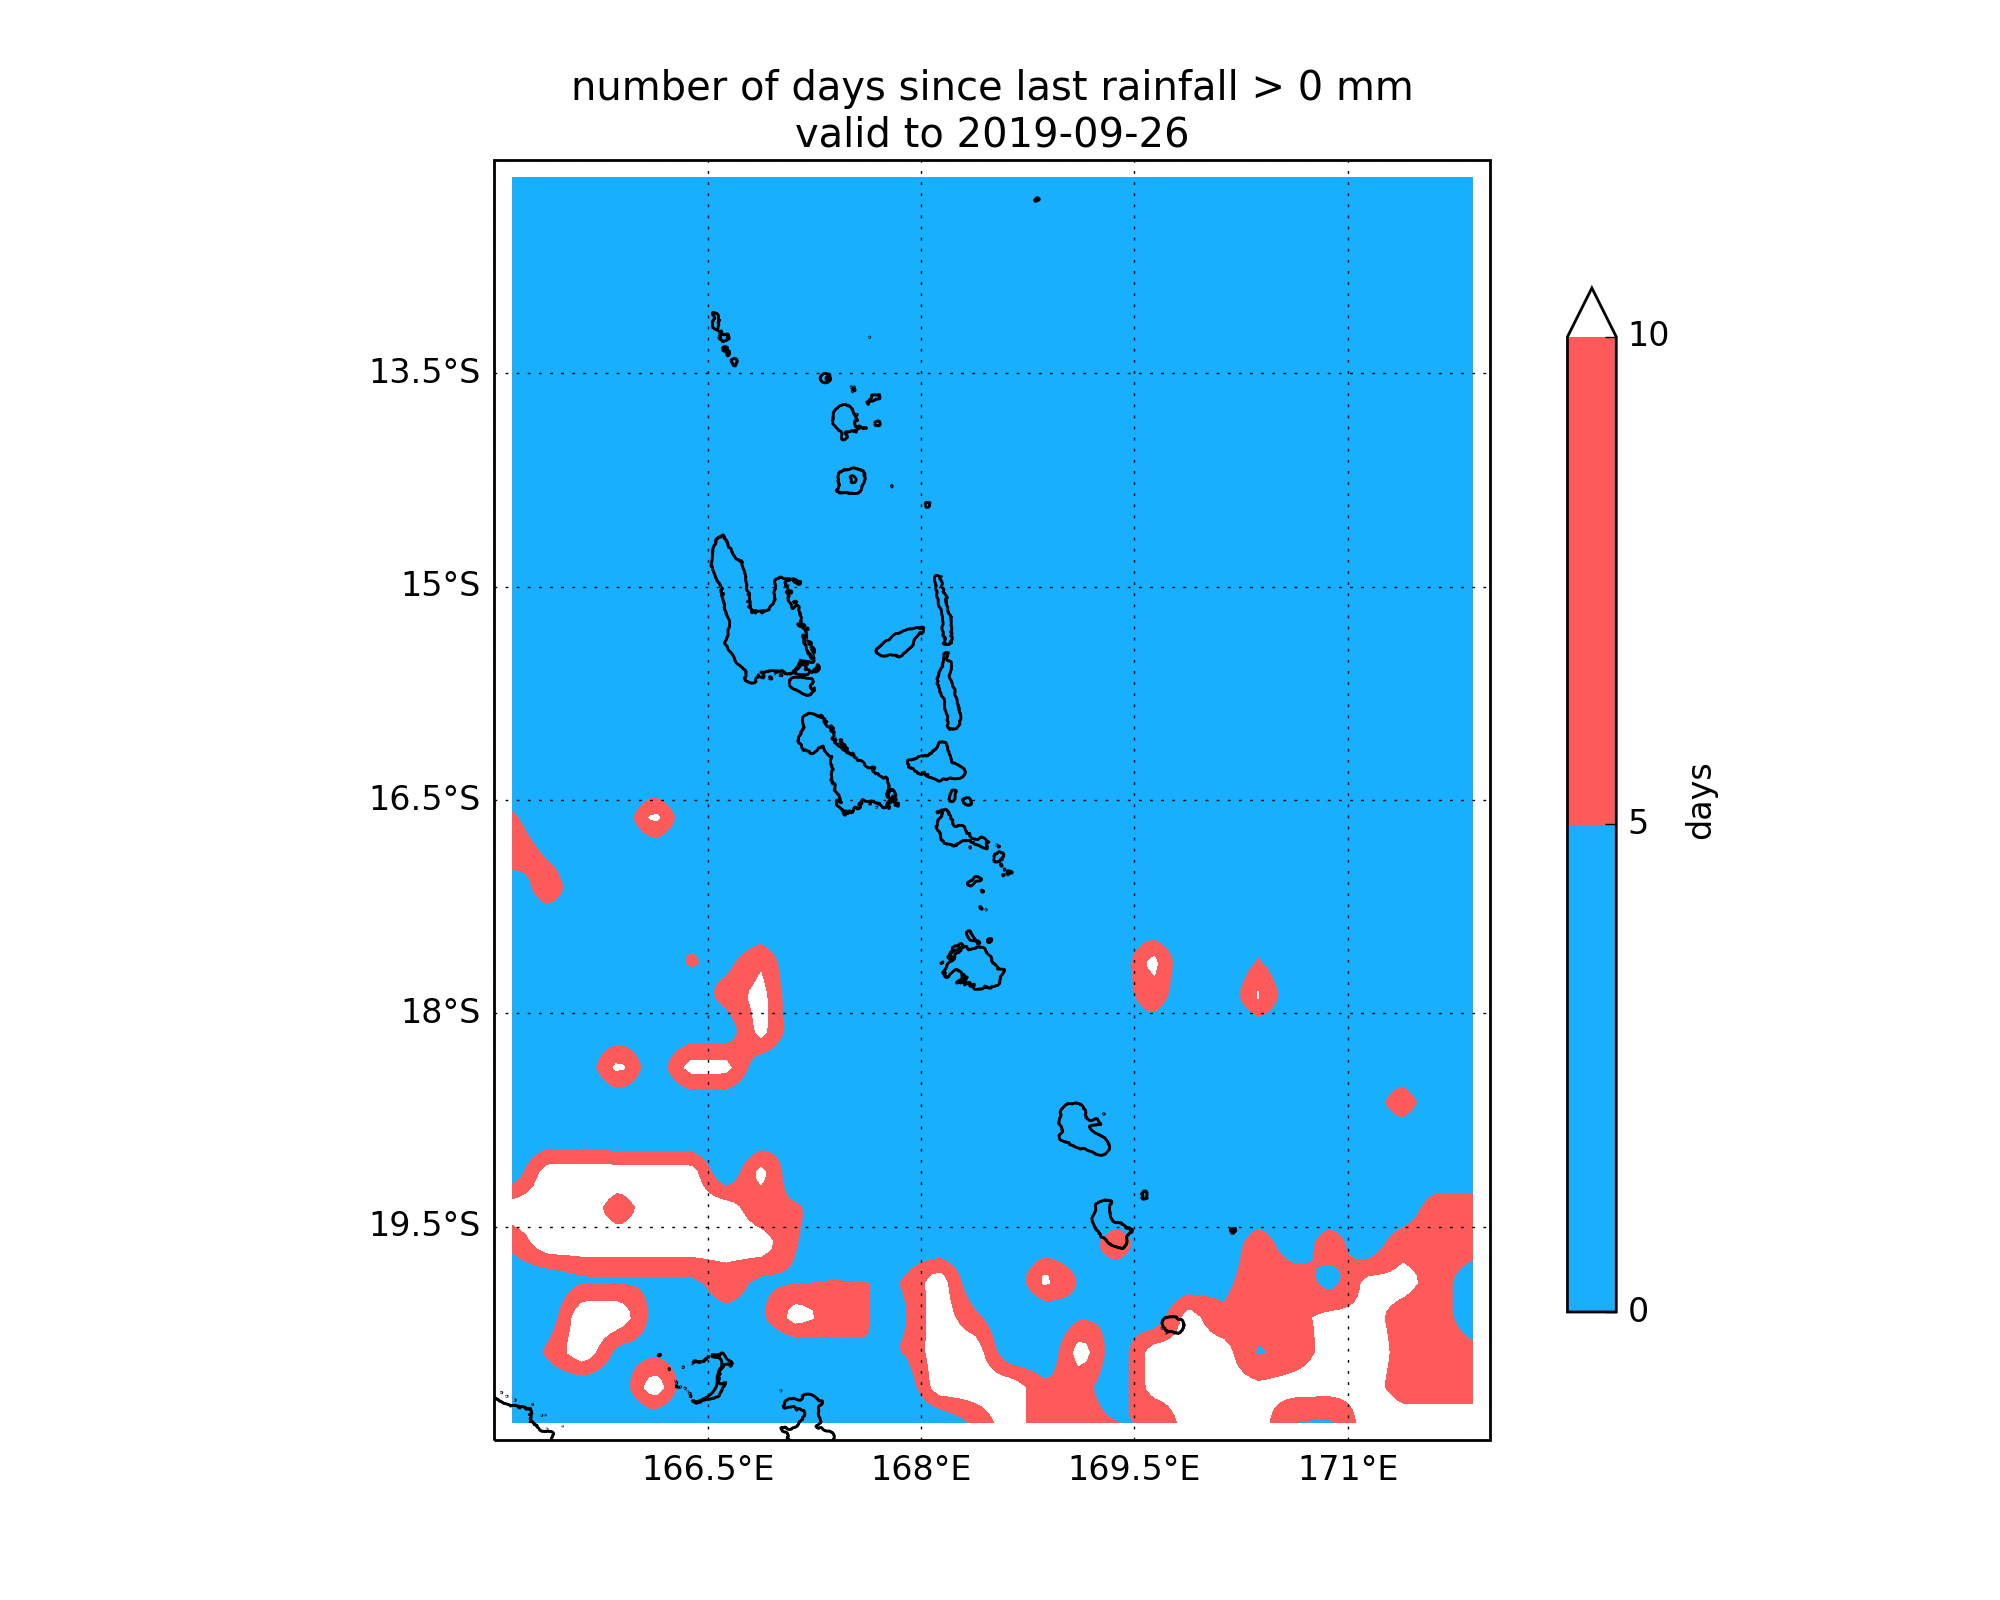 number of days since last rainfall > 0 mm
valid to 2019-09-26
13.5°S
15°S
16.5°S
18°S
19.5°S
166.5°E
168°E
169.5°E
171°E
10
5
0
days